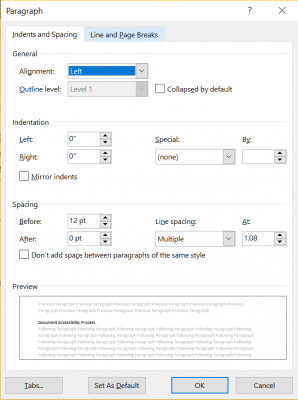 Paragraph ? ×
Indents and Spacing Line and Page Breaks
General
Alignment: Left
Outline level: Level 1 Collapsed by default
Indentation
Left: 0" Special: By:
Right: 0" (none)
Mirror indents
Spacing
Before: 12 pt Line spacing: At:
After: 0 pt Multiple 1.08
Don't add space between paragraphs of the same style
Preview
Previous Paragraph Previous Paragraph Previous Paragraph Previous Paragraph Previous
Paragraph Previous Paragraph Previous Paragraph Previous Paragraph Previous Paragraph
Document Accessibility Process
Following Paragraph Following Paragraph Following Paragraph Following Paragraph Following
Paragraph Following Paragraph Following Paragraph Following Paragraph Following Paragraph
Following Paragraph Following Paragraph Following Paragraph Following Paragraph Following
Paragraph Following Paragraph Following Paragraph Following Paragraph Following Paragraph
Following Paragraph Following Paragraph Following Paragraph Following Paragraph Following
Tabs... Set As Default OK Cancel